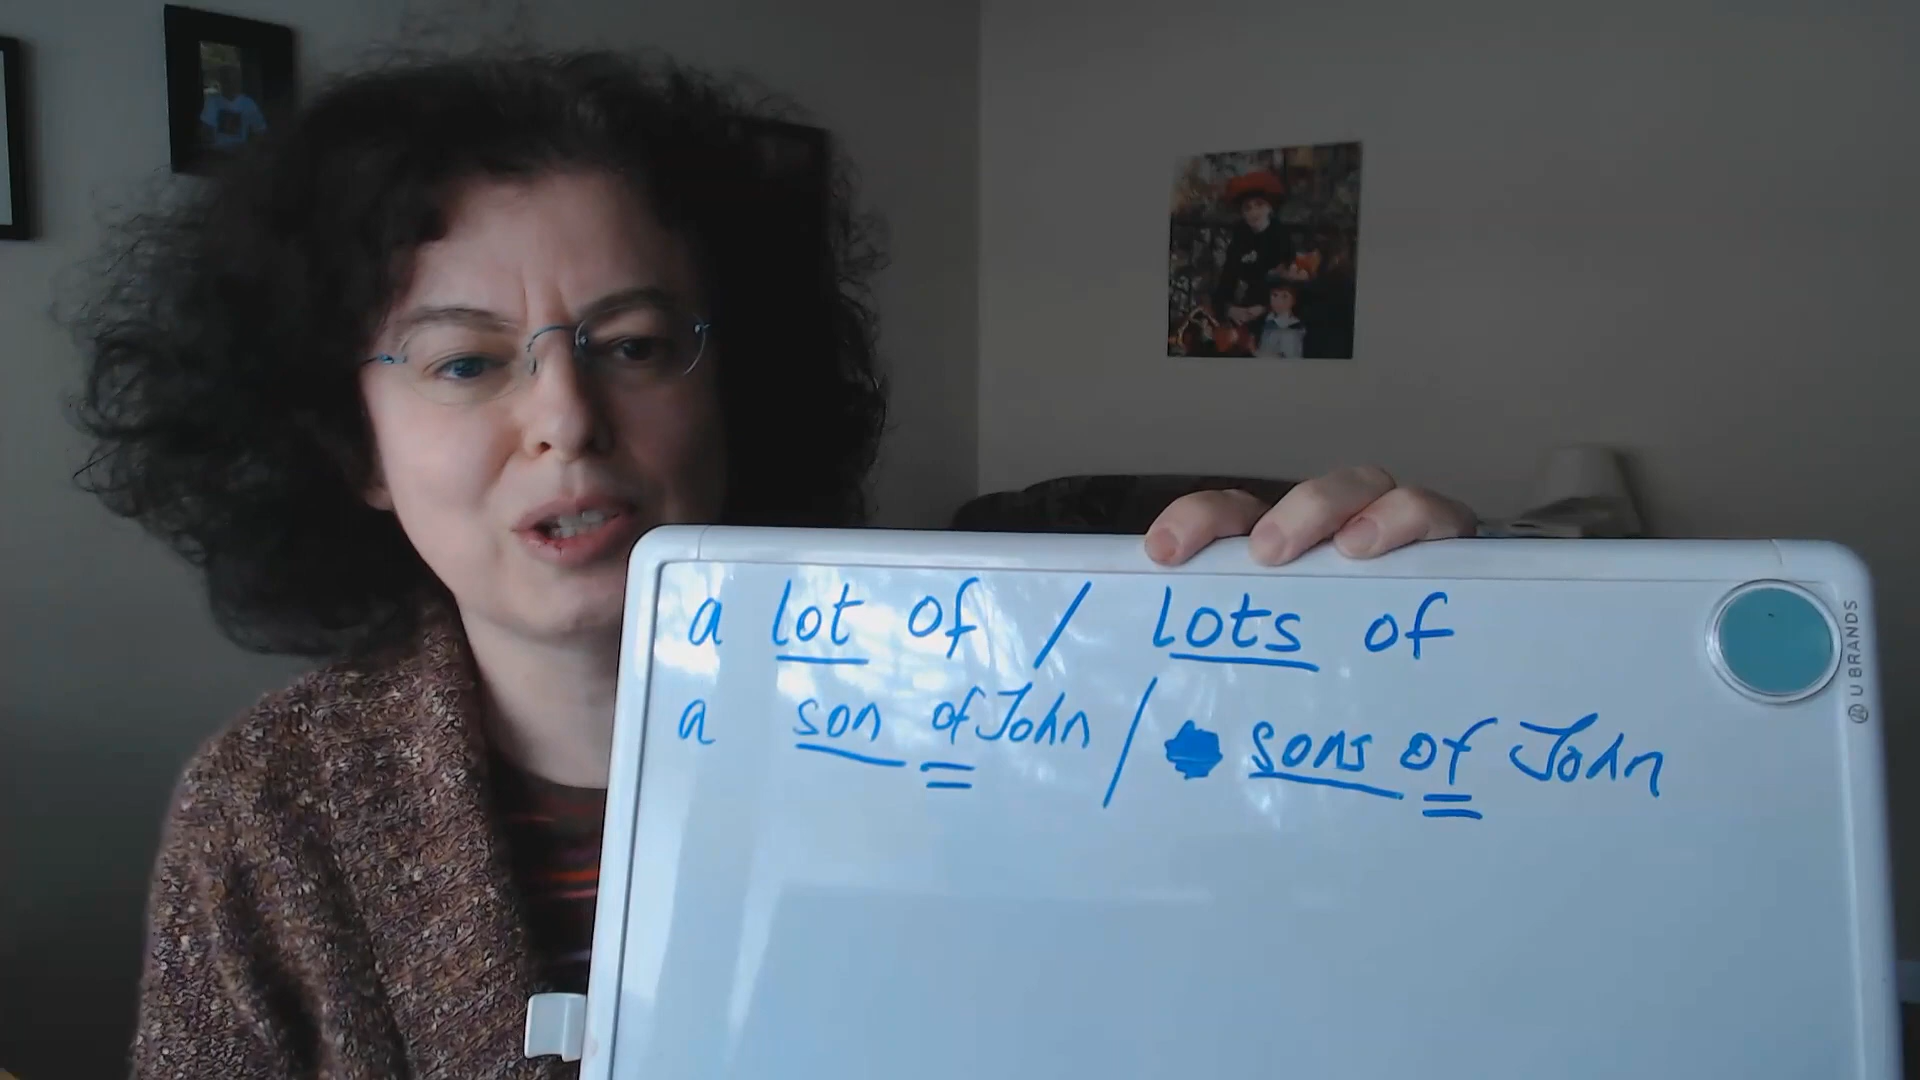 a lot of / lots of
a son of John / sons of John
U BRANDS